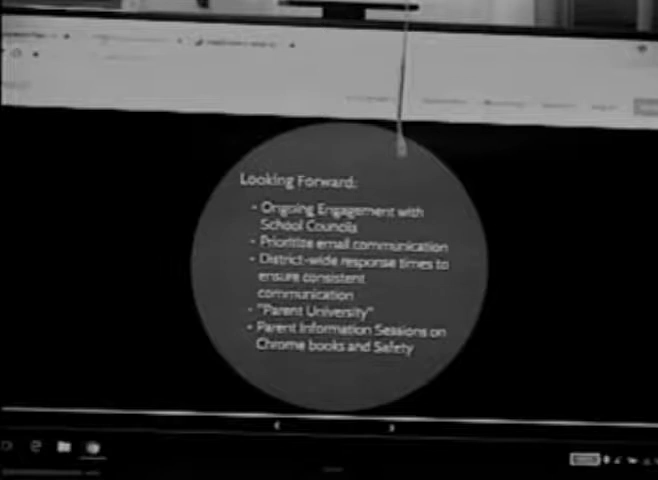 Looking Forward:
- Ongoing Engagement with
School Councils
- Prioritize email communication
- District-wide response times to
ensure consistent
communication
- "Parent University"
- Parent Information Sessions on
Chrome books and Safety